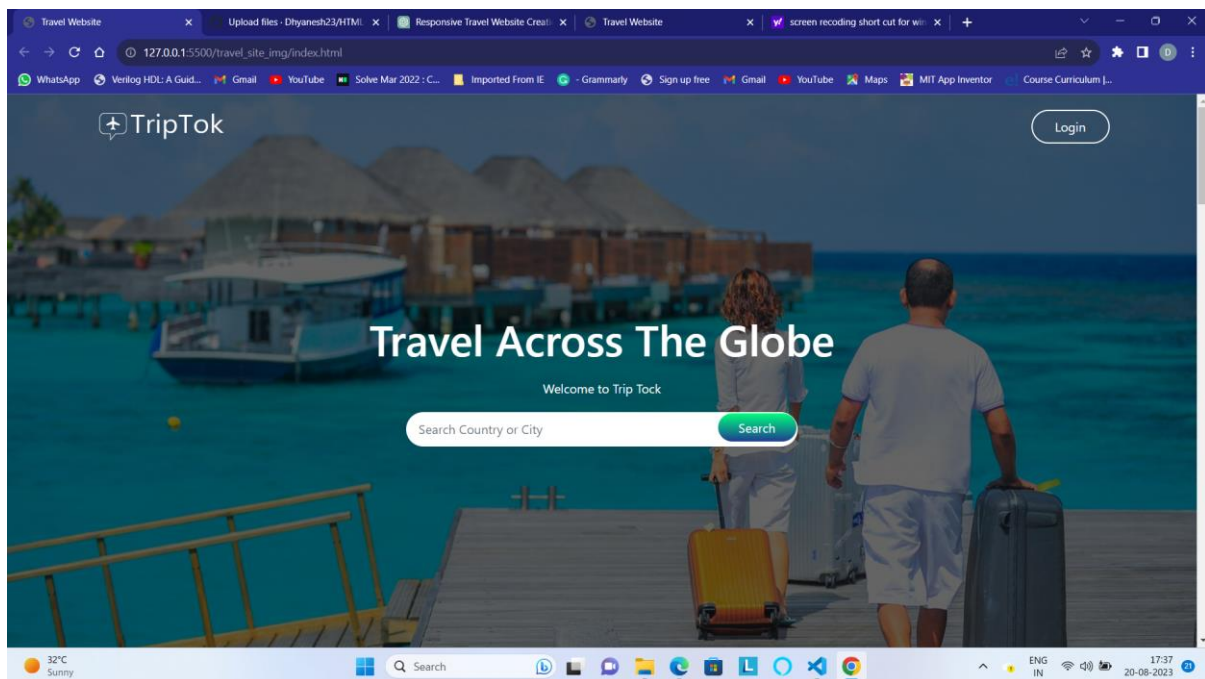 Travel Website
Upload files · Dhyanesh23/HTML
Responsive Travel Website Creati
Travel Website
screen recoding short cut for win
127.0.0.1:5500/travel_site_img/index.html
D
WhatsApp
Verilog HDL: A Guid...
Gmail
YouTube
Solve Mar 2022 : C...
Imported From IE
- Grammarly
Sign up free
Gmail
YouTube
Maps
MIT App Inventor
Course Curriculum |...
TripTok
Login
Travel Across The Globe
Welcome to Trip Tock
Search Country or City
Search
32°C
Sunny
Search
ENG
IN
17:37
20-08-2023
21